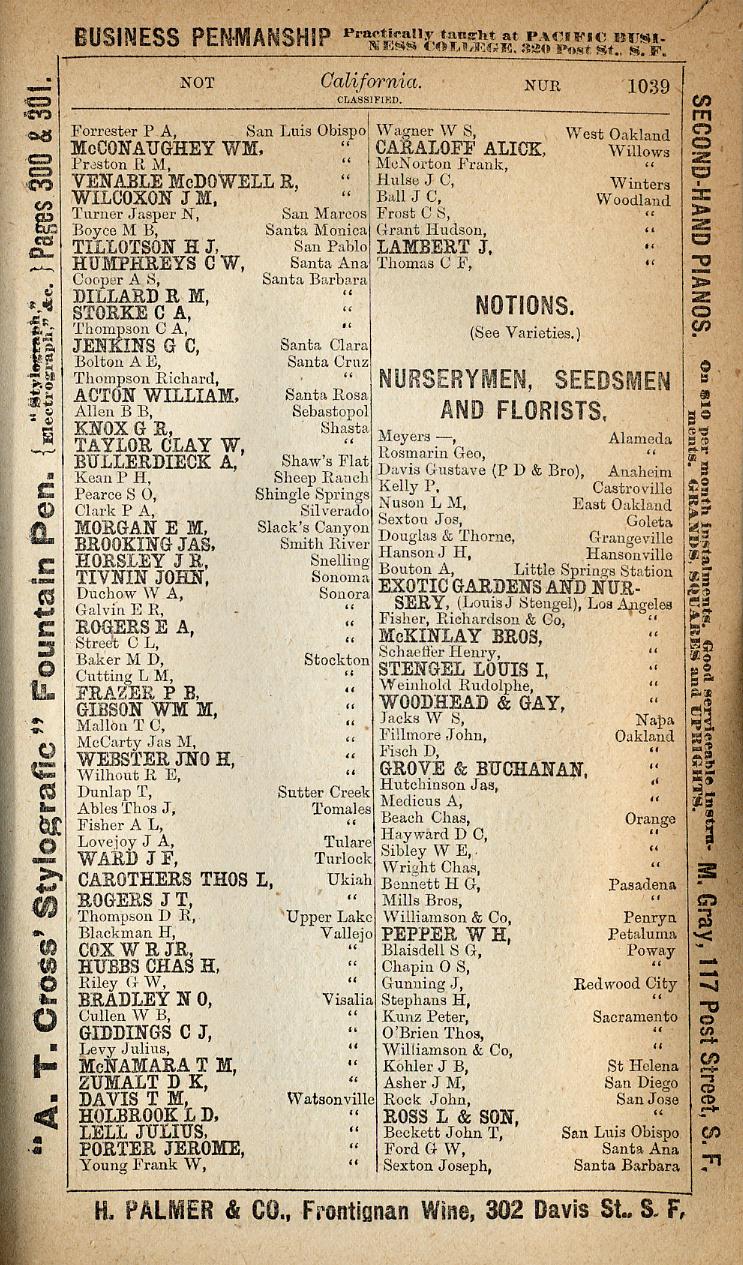 BUSINESS PENMANSHIP Practically taught at PACIFIC BUSI-
NESS COLLEGE, 320 Post St., S. F.
NOT California. NUR 1039
CLASSIFIED.
Forrester P A, San Luis Obispo
McCONAUGHEY WM, "
Preston R M, "
VENABLE McDOWELL R, "
WILCOXON J M, "
Turner Jasper N, San Marcos
Boyce M B, Santa Monica
TILLOTSON H J, San Pablo
HUMPHREYS C W, Santa Ana
Cooper A S, Santa Barbara
DILLARD R M, "
STORKE C A, "
Thompson C A, "
JENKINS G C, Santa Clara
Bolton A E, Santa Cruz
Thompson Richard, "
ACTON WILLIAM, Santa Rosa
Allen B B, Sebastopol
KNOX G R, Shasta
TAYLOR CLAY W, "
BULLERDIECK A, Shaw's Flat
Kean P H, Sheep Ranch
Pearce S O, Shingle Springs
Clark P A, Silverado
MORGAN E M, Slack's Canyon
BROOKING JAS, Smith River
HORSLEY J R, Snelling
TIVNIN JOHN, Sonoma
Duchow W A, Sonora
Galvin E R, "
ROGERS E A, "
Street C L, "
Baker M D, Stockton
Cutting L M, "
FRAZER P B, "
GIBSON WM M, "
Mallon T C, "
McCarty Jas M, "
WEBSTER JNO H, "
Wilhout R E, "
Dunlap T, Sutter Creek
Ables Thos J, Tomales
Fisher A L, "
Lovejoy J A, Tulare
WARD J F, Turlock
CAROTHERS THOS L, Ukiah
ROGERS J T, "
Thompson D R, Upper Lake
Blackman H, Vallejo
COX W R JR, "
HUBBS CHAS H, "
Riley G W, "
BRADLEY N O, Visalia
Cullen W B, "
GIDDINGS C J, "
Levy Julius, "
McNAMARA T M, "
ZUMALT D K, "
DAVIS T M, Watsonville
HOLBROOK L D, "
LELL JULIUS, "
PORTER JEROME, "
Young Frank W, "
Wagner W S, West Oakland
CARALOFF ALICK, Willows
McNorton Frank, "
Hulse J C, Winters
Ball J C, Woodland
Frost C S, "
Grant Hudson, "
LAMBERT J, "
Thomas C F, "
NOTIONS.
(See Varieties.)
NURSERYMEN, SEEDSMEN
AND FLORISTS,
Meyers —, Alameda
Rosmarin Geo, "
Davis Gustave (P D & Bro), Anaheim
Kelly P, Castroville
Nuson L M, East Oakland
Sexton Jos, Goleta
Douglas & Thorne, Grangeville
Hanson J H, Hansonville
Bouton A, Little Springs Station
EXOTIC GARDENS AND NUR-
SERY, (Louis J Stengel), Los Angeles
Fisher, Richardson & Co, "
McKINLAY BROS, "
Schaeffer Henry, "
STENGEL LOUIS I, "
Weinhold Rudolphe, "
WOODHEAD & GAY, "
Jacks W S, Napa
Fillmore John, Oakland
Fisch D, "
GROVE & BUCHANAN, "
Hutchinson Jas, "
Medicus A, "
Beach Chas, Orange
Hayward D C, "
Sibley W E, "
Wright Chas, "
Bennett H G, Pasadena
Mills Bros, "
Williamson & Co, Penryn
PEPPER W H, Petaluma
Blaisdell S G, Poway
Chapin O S, "
Gunning J, Redwood City
Stephans H, "
Kunz Peter, Sacramento
O'Brien Thos, "
Williamson & Co, "
Kohler J B, St Helena
Asher J M, San Diego
Rock John, San Jose
ROSS L & SON, "
Beckett John T, San Luis Obispo
Ford G W, Santa Ana
Sexton Joseph, Santa Barbara
"A. T. Cross' Stylografic" Fountain Pen. { "Stylograph," Electrograph," &c. } Pages 300 & 301.
SECOND-HAND PIANOS. On $10 per month instalments. Good serviceable Instru-
ments. GRANDS, SQUARES and UPRIGHTS. M. Gray, 117 Post Street, S. F.
H. PALMER & CO., Frontignan Wine, 302 Davis St., S. F,